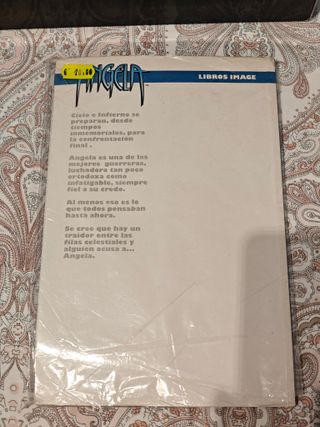 € 10.00
ANGELA
LIBROS IMAGE
Cielo e Infierno se
preparan, desde
tiempos
inmemoriales, para
la confrontación
final .
Angela es una de las
mejores guerreras,
luchadora tan poco
ortodoxa como
infatigable, siempre
fiel a su credo.
Al menos eso es lo
que todos pensaban
hasta ahora.
Se cree que hay un
traidor entre las
filas celestiales y
alguien acusa a...
Angela.